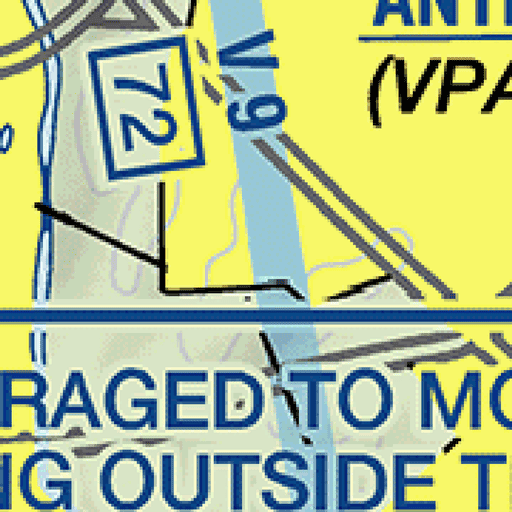 ANT
(VPA
V 9
72
RAGED TO MO
NG OUTSIDE T